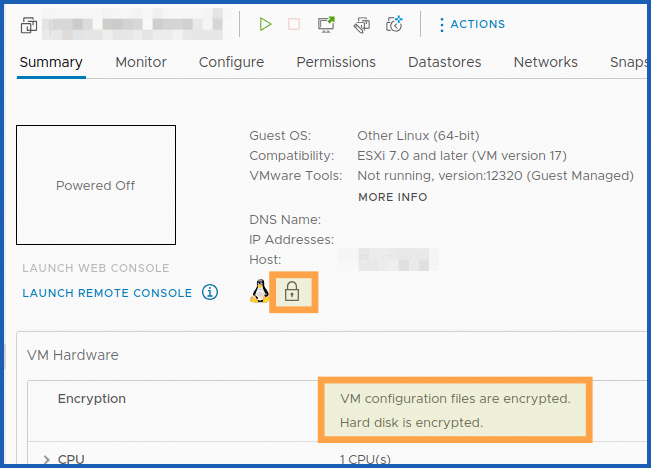 ACTIONS
Summary Monitor Configure Permissions Datastores Networks Snaps
Powered Off
Guest OS: Other Linux (64-bit)
Compatibility: ESXi 7.0 and later (VM version 17)
VMware Tools: Not running, version:12320 (Guest Managed)
MORE INFO
DNS Name:
IP Addresses:
Host:
LAUNCH WEB CONSOLE
LAUNCH REMOTE CONSOLE
VM Hardware
Encryption VM configuration files are encrypted.
Hard disk is encrypted.
CPU 1 CPU(s)